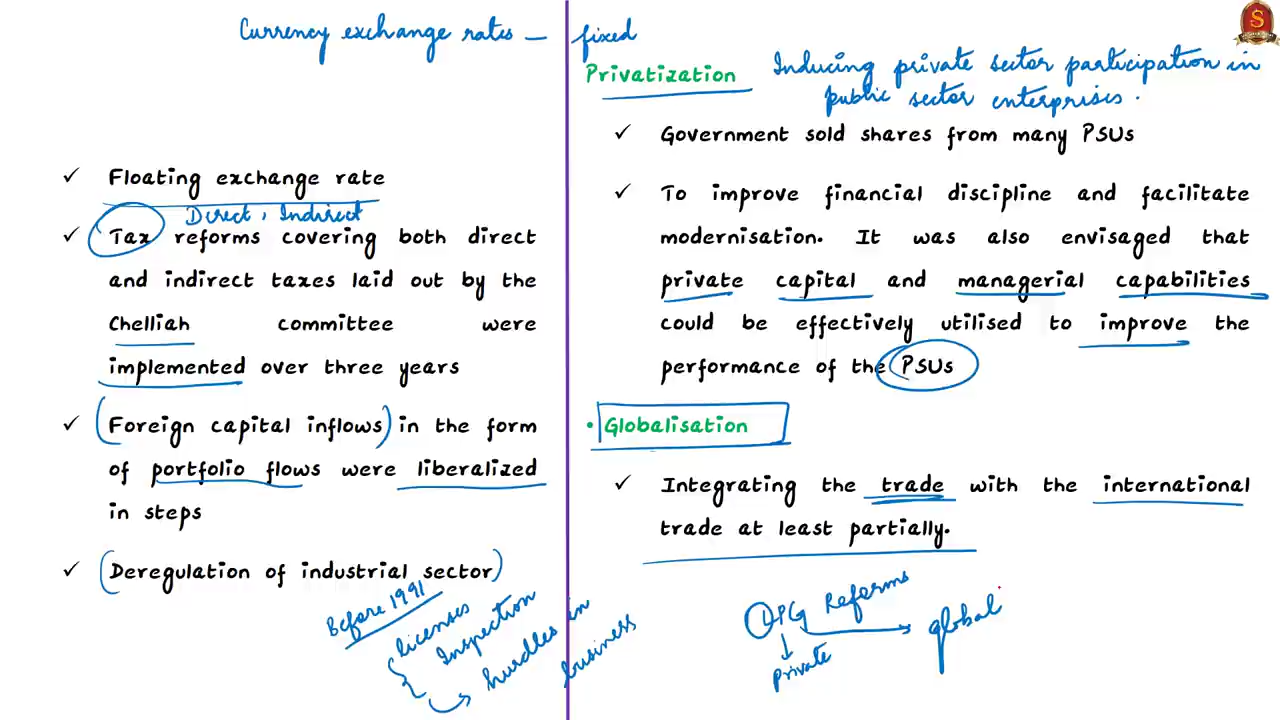 Currency exchange rates – fixed
✓ Floating exchange rate
Direct, Indirect
✓ Tax reforms covering both direct
and indirect taxes laid out by the
Chelliah committee were
implemented over three years
✓ (Foreign capital inflows) in the form
of portfolio flows were liberalized
in steps
✓ (Deregulation of industrial sector)
Before 1991
licenses
Inspection
→ hurdles in
business
Privatization
Inducing private sector participation in
public sector enterprises.
✓ Government sold shares from many PSUs
✓ To improve financial discipline and facilitate
modernisation. It was also envisaged that
private capital and managerial capabilities
could be effectively utilised to improve the
performance of the PSUs
• Globalisation
✓ Integrating the trade with the international
trade at least partially.
LPG Reforms
→ global
Private
S